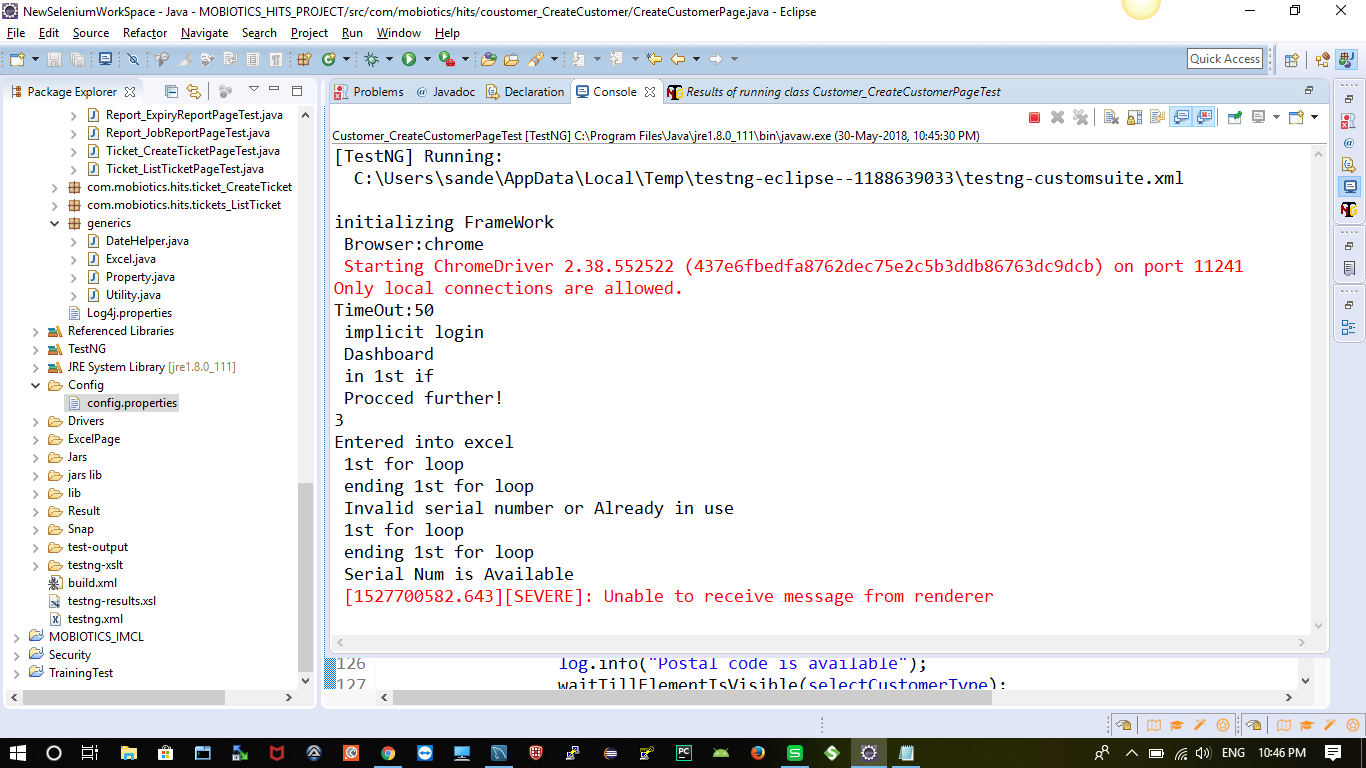 NewSeleniumWorkSpace - Java - MOBIOTICS_HITS_PROJECT/src/com/mobiotics/hits/coustomer_CreateCustomer/CreateCustomerPage.java - Eclipse
File Edit Source Refactor Navigate Search Project Run Window Help
Quick Access
Package Explorer
Problems @ Javadoc Declaration Console Results of running class Customer_CreateCustomerPageTest
Report_ExpiryReportPageTest.java
Report_JobReportPageTest.java
Ticket_CreateTicketPageTest.java
Ticket_ListTicketPageTest.java
com.mobiotics.hits.ticket_CreateTicket
com.mobiotics.hits.tickets_ListTicket
generics
DateHelper.java
Excel.java
Property.java
Utility.java
Log4j.properties
Referenced Libraries
TestNG
JRE System Library [jre1.8.0_111]
Config
config.properties
Drivers
ExcelPage
Jars
jars lib
lib
Result
Snap
test-output
testng-xslt
build.xml
testng-results.xsl
testng.xml
MOBIOTICS_IMCL
Security
TrainingTest
Customer_CreateCustomerPageTest [TestNG] C:\Program Files\Java\jre1.8.0_111\bin\javaw.exe (30-May-2018, 10:45:30 PM)
[TestNG] Running:
C:\Users\sande\AppData\Local\Temp\testng-eclipse--1188639033\testng-customsuite.xml
initializing FrameWork
Browser:chrome
Starting ChromeDriver 2.38.552522 (437e6fbedfa8762dec75e2c5b3ddb86763dc9dcb) on port 11241
Only local connections are allowed.
TimeOut:50
implicit login
Dashboard
in 1st if
Procced further!
3
Entered into excel
1st for loop
ending 1st for loop
Invalid serial number or Already in use
1st for loop
ending 1st for loop
Serial Num is Available
[1527700582.643][SEVERE]: Unable to receive message from renderer
126 log.info("Postal code is available");
127 waitTillElementIsVisible(selectCustomerType);
ENG 10:46 PM